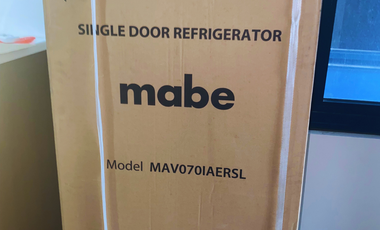 SINGLE DOOR REFRIGERATOR
mabe
Model MAV070IAERSL